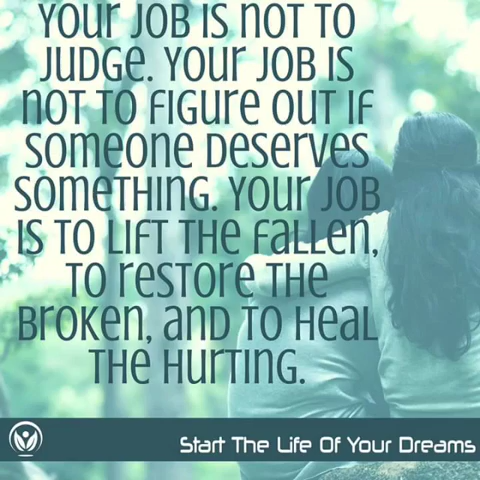 YOUR JOB IS NOT TO
JUDGE. YOUR JOB IS
NOT TO FIGURE OUT IF
SOMEONE DESERVES
SOMETHING. YOUR JOB
IS TO LIFT THE FALLEN,
TO RESTORE THE
BROKEN, AND TO HEAL
THE HURTING.
Start The Life Of Your Dreams